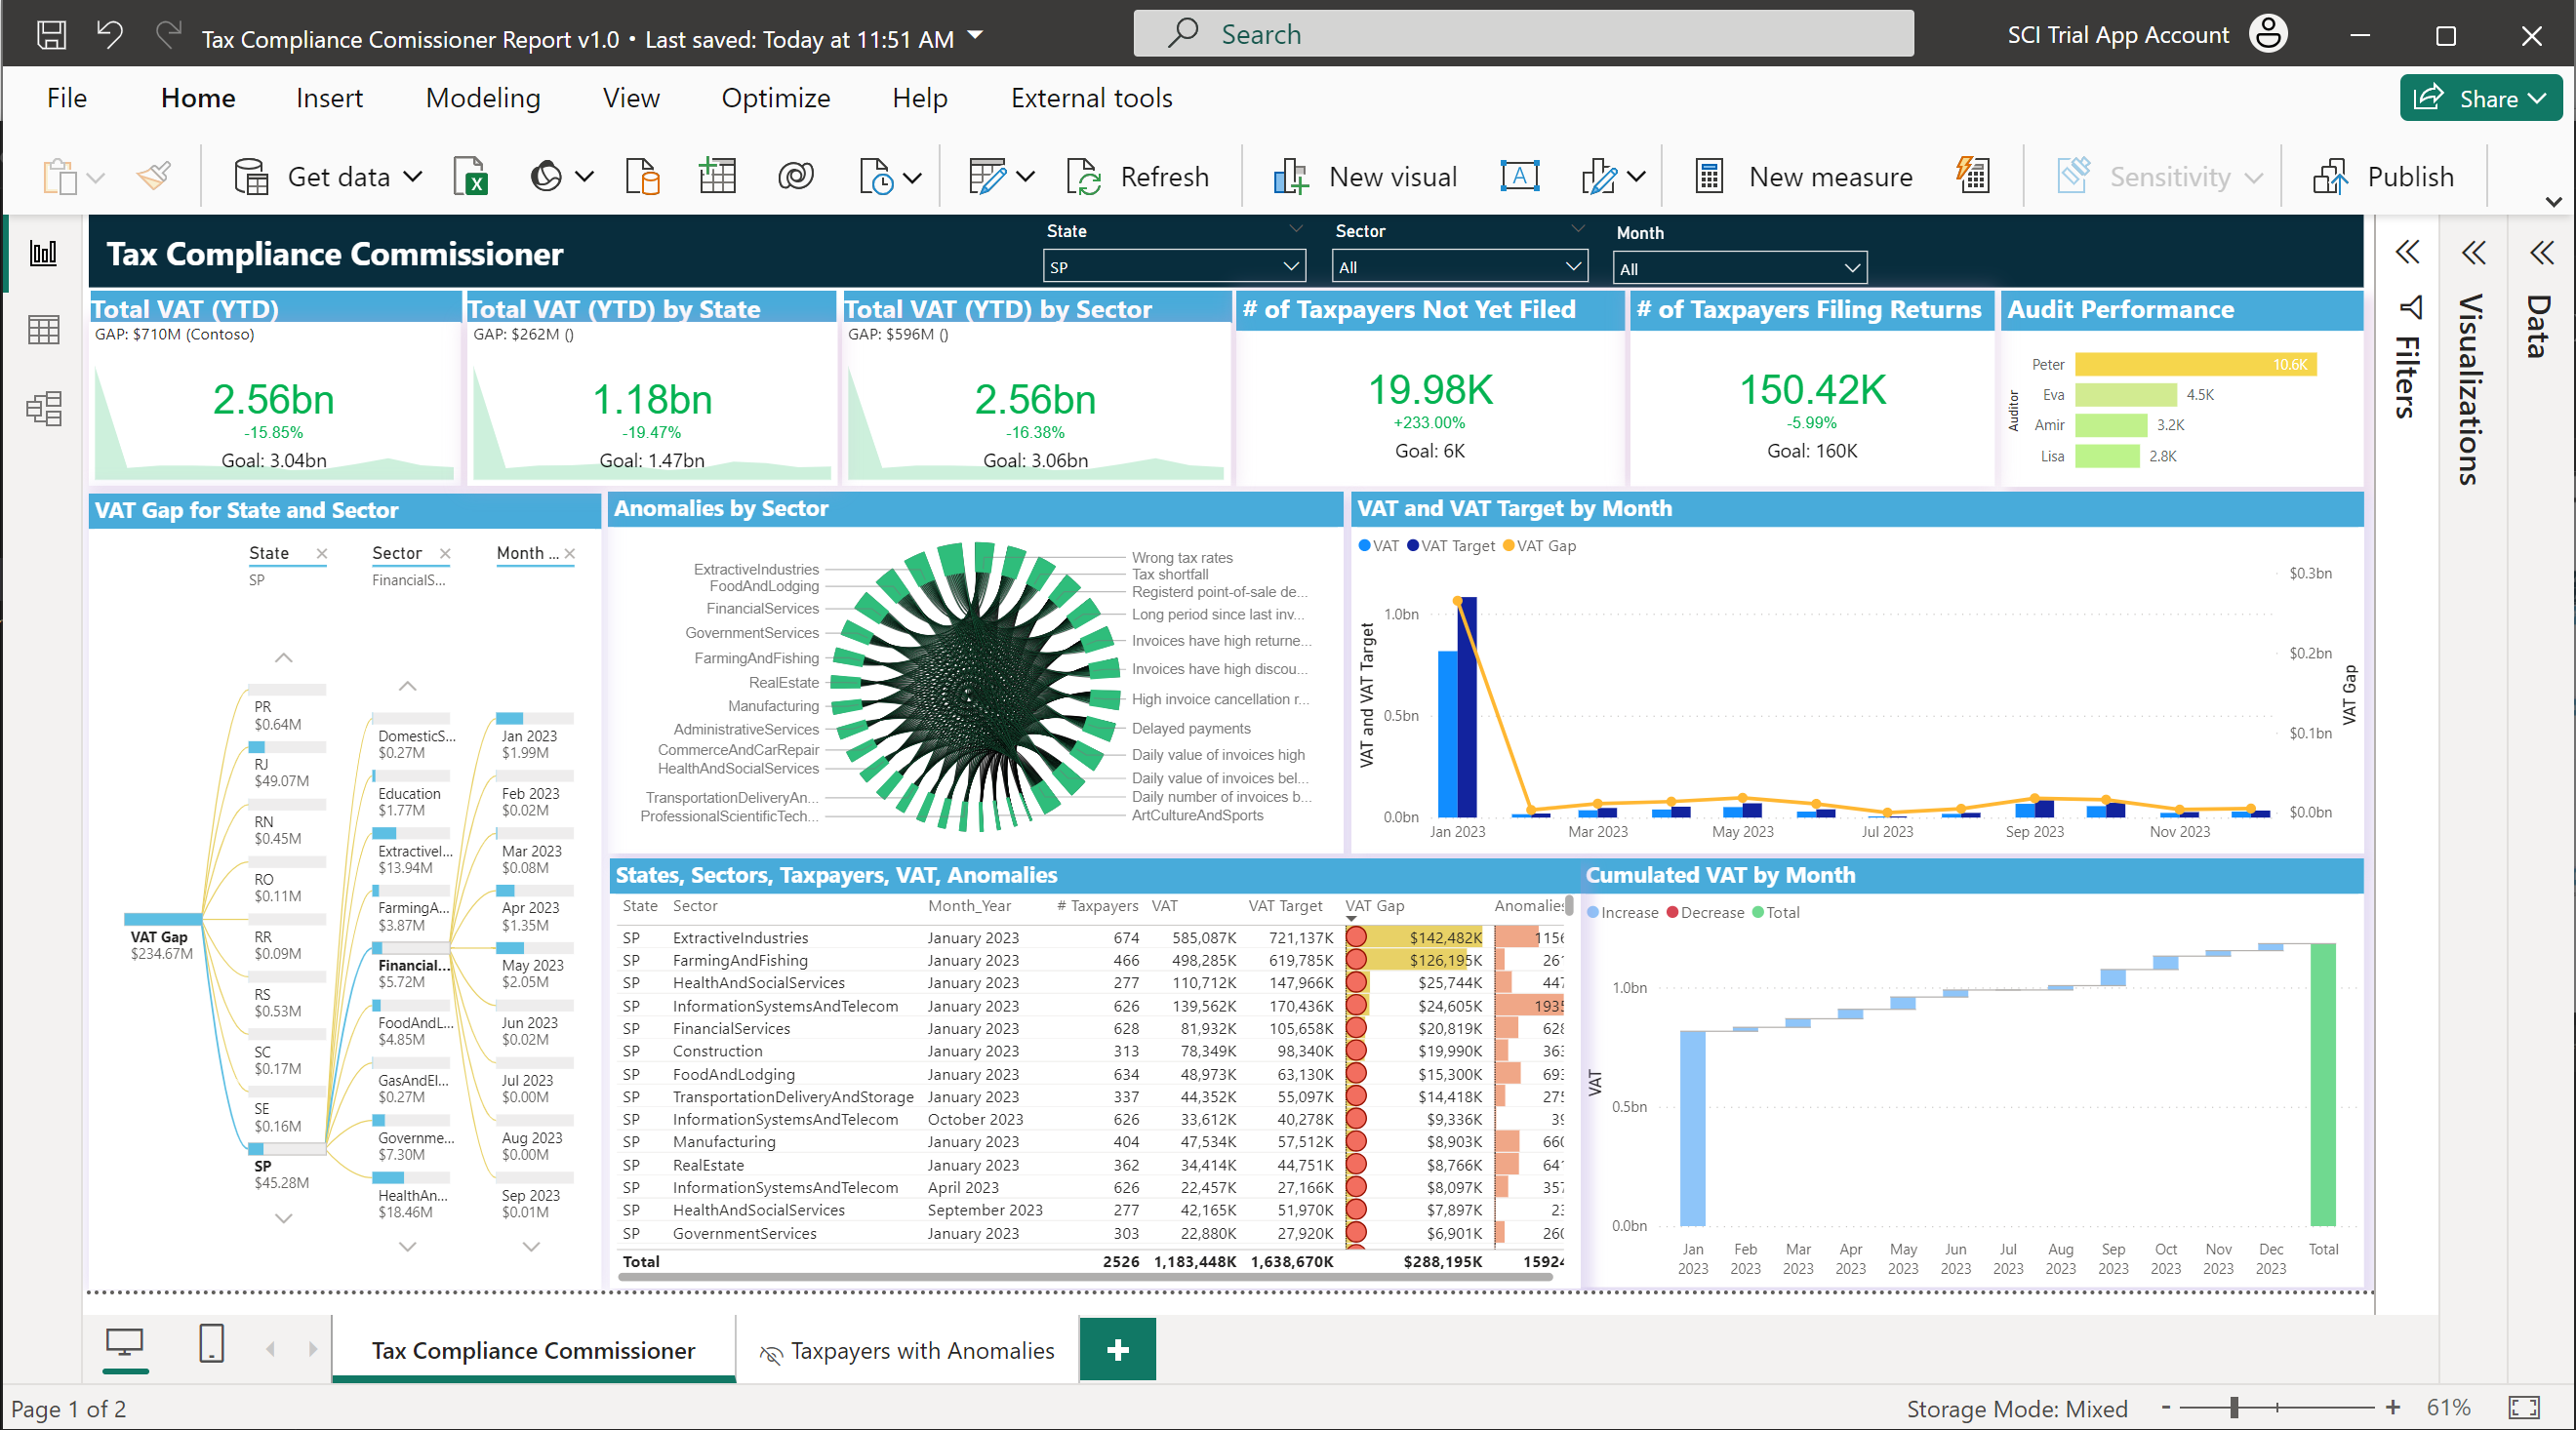 Tax Compliance Comissioner Report v1.0 • Last saved: Today at 11:51 AM
Search
SCI Trial App Account
File Home Insert Modeling View Optimize Help External tools
Share
Get data
Refresh
New visual
New measure
Sensitivity
Publish
Tax Compliance Commissioner
State
SP
Sector
All
Month
All
Filters
Visualizations
Data
Total VAT (YTD)
GAP: $710M (Contoso)
2.56bn
-15.85%
Goal: 3.04bn
Total VAT (YTD) by State
GAP: $262M ()
1.18bn
-19.47%
Goal: 1.47bn
Total VAT (YTD) by Sector
GAP: $596M ()
2.56bn
-16.38%
Goal: 3.06bn
# of Taxpayers Not Yet Filed
19.98K
+233.00%
Goal: 6K
# of Taxpayers Filing Returns
150.42K
-5.99%
Goal: 160K
Audit Performance
Auditor
Peter 10.6K
Eva 4.5K
Amir 3.2K
Lisa 2.8K
VAT Gap for State and Sector
State
SP
Sector
FinancialS...
Month ...
VAT Gap
$234.67M
PR
$0.64M
RJ
$49.07M
RN
$0.45M
RO
$0.11M
RR
$0.09M
RS
$0.53M
SC
$0.17M
SE
$0.16M
SP
$45.28M
DomesticS...
$0.27M
Education
$1.77M
ExtractiveI...
$13.94M
FarmingA...
$3.87M
Financial...
$5.72M
FoodAndL...
$4.85M
GasAndEl...
$0.27M
Governme...
$7.30M
HealthAn...
$18.46M
Jan 2023
$1.99M
Feb 2023
$0.02M
Mar 2023
$0.08M
Apr 2023
$1.35M
May 2023
$2.05M
Jun 2023
$0.02M
Jul 2023
$0.00M
Aug 2023
$0.00M
Sep 2023
$0.01M
Anomalies by Sector
ExtractiveIndustries
FoodAndLodging
FinancialServices
GovernmentServices
FarmingAndFishing
RealEstate
Manufacturing
AdministrativeServices
CommerceAndCarRepair
HealthAndSocialServices
TransportationDeliveryAn...
ProfessionalScientificTech...
Wrong tax rates
Tax shortfall
Registerd point-of-sale de...
Long period since last inv...
Invoices have high returne...
Invoices have high discou...
High invoice cancellation r...
Delayed payments
Daily value of invoices high
Daily value of invoices bel...
Daily number of invoices b...
ArtCultureAndSports
VAT and VAT Target by Month
VAT VAT Target VAT Gap
VAT and VAT Target
1.0bn
0.5bn
0.0bn
$0.3bn
$0.2bn
$0.1bn
$0.0bn
VAT Gap
Jan 2023 Mar 2023 May 2023 Jul 2023 Sep 2023 Nov 2023
States, Sectors, Taxpayers, VAT, Anomalies
State Sector Month_Year # Taxpayers VAT VAT Target VAT Gap Anomalies
SP ExtractiveIndustries January 2023 674 585,087K 721,137K $142,482K 1156
SP FarmingAndFishing January 2023 466 498,285K 619,785K $126,195K 261
SP HealthAndSocialServices January 2023 277 110,712K 147,966K $25,744K 447
SP InformationSystemsAndTelecom January 2023 626 139,562K 170,436K $24,605K 1935
SP FinancialServices January 2023 628 81,932K 105,658K $20,819K 628
SP Construction January 2023 313 78,349K 98,340K $19,990K 363
SP FoodAndLodging January 2023 634 48,973K 63,130K $15,300K 693
SP TransportationDeliveryAndStorage January 2023 337 44,352K 55,097K $14,418K 275
SP InformationSystemsAndTelecom October 2023 626 33,612K 40,278K $9,336K 39
SP Manufacturing January 2023 404 47,534K 57,512K $8,903K 660
SP RealEstate January 2023 362 34,414K 44,751K $8,766K 641
SP InformationSystemsAndTelecom April 2023 626 22,457K 27,166K $8,097K 357
SP HealthAndSocialServices September 2023 277 42,165K 51,970K $7,897K 23
SP GovernmentServices January 2023 303 22,880K 27,920K $6,901K 260
Total 2526 1,183,448K 1,638,670K $288,195K 15924
Cumulated VAT by Month
Increase Decrease Total
VAT
1.0bn
0.5bn
0.0bn
Jan 2023 Feb 2023 Mar 2023 Apr 2023 May 2023 Jun 2023 Jul 2023 Aug 2023 Sep 2023 Oct 2023 Nov 2023 Dec 2023 Total
Tax Compliance Commissioner
Taxpayers with Anomalies
Page 1 of 2
Storage Mode: Mixed
61%